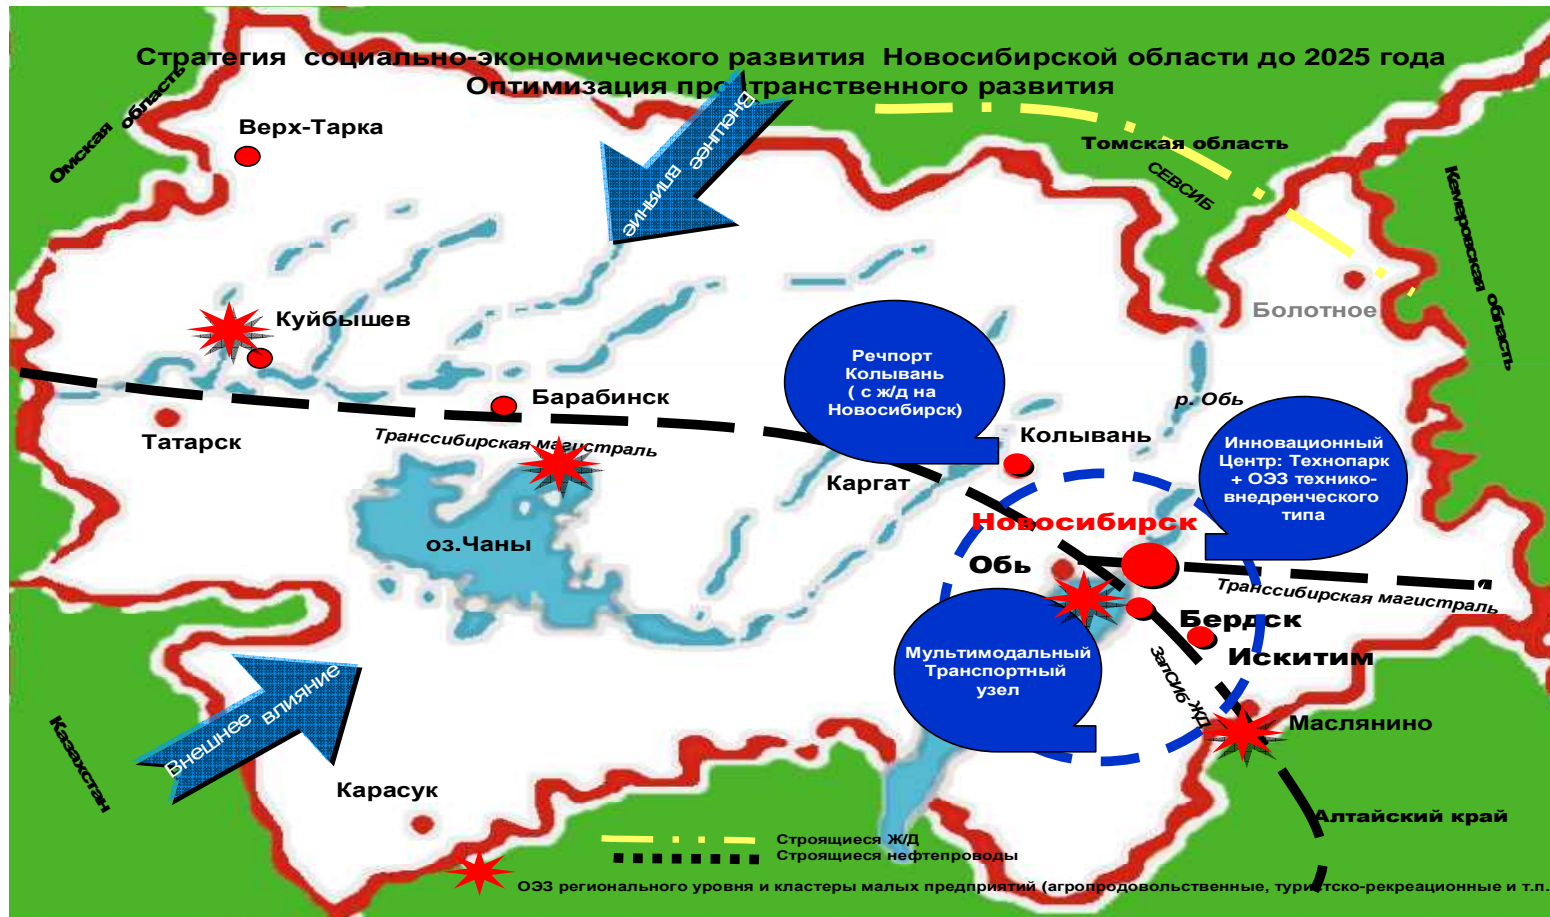 Стратегия социально-экономического развития Новосибирской области до 2025 года
Оптимизация пространственного развития
Омская область
Верх-Тарка
Внешнее влияние
Томская область
СЕВСИБ
Кемеровская область
Болотное
Куйбышев
Речпорт
Колывань
( с ж/д на
Новосибирск)
р. Обь
Барабинск
Татарск
Транссибирская магистраль
Колывань
Каргат
Инновационный
Центр: Технопарк
+ ОЭЗ технико-
внедренческого
типа
Новосибирск
оз.Чаны
Обь
Транссибирская магистраль
Бердск
Искитим
Мультимодальный
Транспортный
узел
ЗапСиб Ж/Д
Маслянино
Внешнее влияние
Казахстан
Карасук
Алтайский край
Строящиеся Ж/Д
Строящиеся нефтепроводы
ОЭЗ регионального уровня и кластеры малых предприятий (агропродовольственные, туристско-рекреационные и т.п.